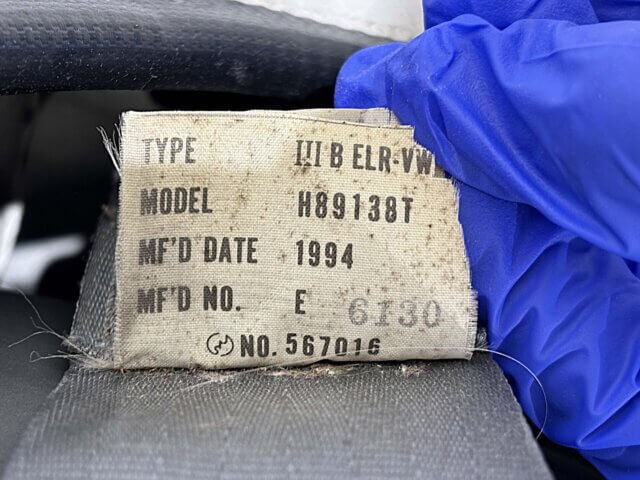 TYPE III B ELR-VW
MODEL H89138T
MF'D DATE 1994
MF'D NO. E 6130
NO. 567016